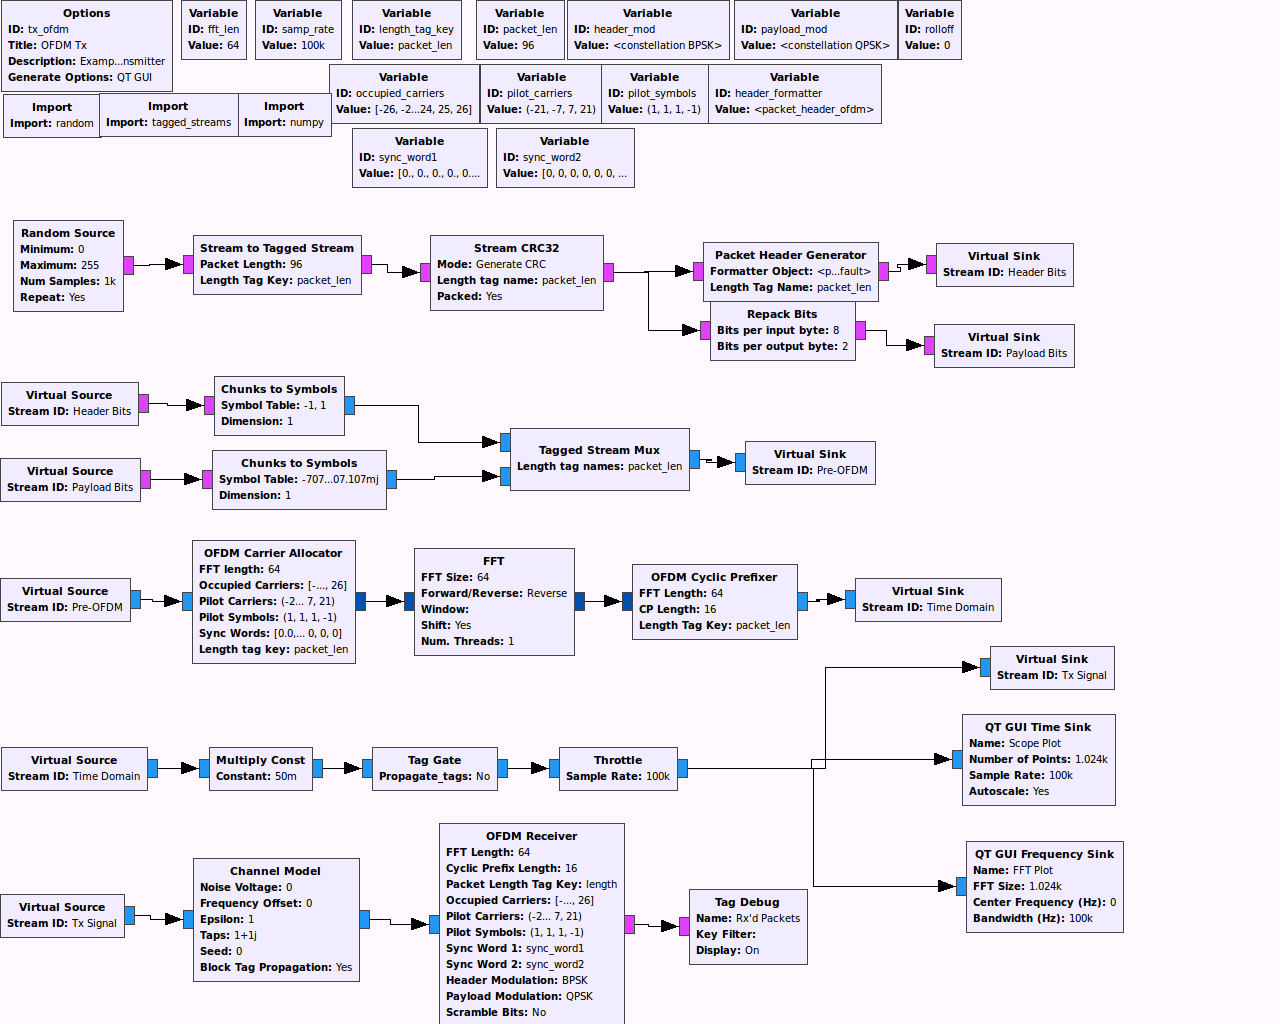 Options
ID: tx_ofdm
Title: OFDM Tx
Description: Examp...nsmitter
Generate Options: QT GUI
Variable
ID: fft_len
Value: 64
Variable
ID: samp_rate
Value: 100k
Variable
ID: length_tag_key
Value: packet_len
Variable
ID: packet_len
Value: 96
Variable
ID: header_mod
Value: <constellation BPSK>
Variable
ID: payload_mod
Value: <constellation QPSK>
Variable
ID: rolloff
Value: 0
Import
Import: random
Import
Import: tagged_streams
Import
Import: numpy
Variable
ID: occupied_carriers
Value: [-26, -2...24, 25, 26]
Variable
ID: pilot_carriers
Value: (-21, -7, 7, 21)
Variable
ID: pilot_symbols
Value: (1, 1, 1, -1)
Variable
ID: header_formatter
Value: <packet_header_ofdm>
Variable
ID: sync_word1
Value: [0., 0., 0., 0., 0....
Variable
ID: sync_word2
Value: [0, 0, 0, 0, 0, 0, ...
Random Source
Minimum: 0
Maximum: 255
Num Samples: 1k
Repeat: Yes
Stream to Tagged Stream
Packet Length: 96
Length Tag Key: packet_len
Stream CRC32
Mode: Generate CRC
Length tag name: packet_len
Packed: Yes
Packet Header Generator
Formatter Object: <p...fault>
Length Tag Name: packet_len
Virtual Sink
Stream ID: Header Bits
Repack Bits
Bits per input byte: 8
Bits per output byte: 2
Virtual Sink
Stream ID: Payload Bits
Virtual Source
Stream ID: Header Bits
Chunks to Symbols
Symbol Table: -1, 1
Dimension: 1
Virtual Source
Stream ID: Payload Bits
Chunks to Symbols
Symbol Table: -707...07.107mj
Dimension: 1
Tagged Stream Mux
Length tag names: packet_len
Virtual Sink
Stream ID: Pre-OFDM
Virtual Source
Stream ID: Pre-OFDM
OFDM Carrier Allocator
FFT length: 64
Occupied Carriers: [-..., 26]
Pilot Carriers: (-2... 7, 21)
Pilot Symbols: (1, 1, 1, -1)
Sync Words: [0.0,... 0, 0, 0]
Length tag key: packet_len
FFT
FFT Size: 64
Forward/Reverse: Reverse
Window:
Shift: Yes
Num. Threads: 1
OFDM Cyclic Prefixer
FFT Length: 64
CP Length: 16
Length Tag Key: packet_len
Virtual Sink
Stream ID: Time Domain
Virtual Sink
Stream ID: Tx Signal
Virtual Source
Stream ID: Time Domain
Multiply Const
Constant: 50m
Tag Gate
Propagate_tags: No
Throttle
Sample Rate: 100k
QT GUI Time Sink
Name: Scope Plot
Number of Points: 1.024k
Sample Rate: 100k
Autoscale: Yes
QT GUI Frequency Sink
Name: FFT Plot
FFT Size: 1.024k
Center Frequency (Hz): 0
Bandwidth (Hz): 100k
Virtual Source
Stream ID: Tx Signal
Channel Model
Noise Voltage: 0
Frequency Offset: 0
Epsilon: 1
Taps: 1+1j
Seed: 0
Block Tag Propagation: Yes
OFDM Receiver
FFT Length: 64
Cyclic Prefix Length: 16
Packet Length Tag Key: length
Occupied Carriers: [-..., 26]
Pilot Carriers: (-2... 7, 21)
Pilot Symbols: (1, 1, 1, -1)
Sync Word 1: sync_word1
Sync Word 2: sync_word2
Header Modulation: BPSK
Payload Modulation: QPSK
Scramble Bits: No
Tag Debug
Name: Rx'd Packets
Key Filter:
Display: On